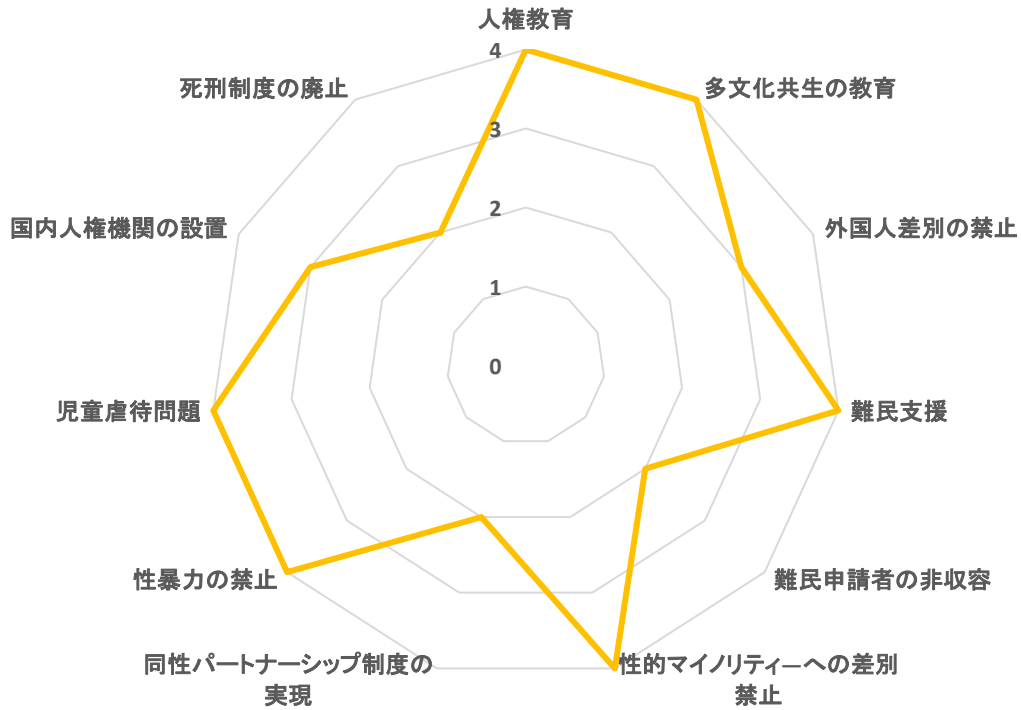 人権教育
4
死刑制度の廃止
多文化共生の教育
3
国内人権機関の設置
2
外国人差別の禁止
1
0
児童虐待問題
難民支援
性暴力の禁止
難民申請者の非収容
同性パートナーシップ制度の
実現
性的マイノリティーへの差別
禁止